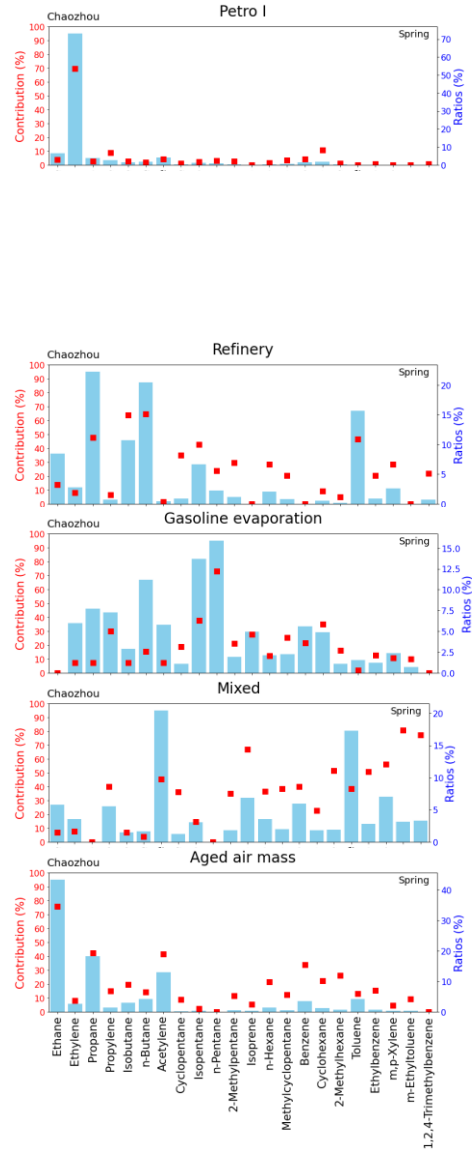 Petro I
Chaozhou
Spring
Contribution (%)
100
90
80
70
60
50
40
30
20
10
0
70
60
50
40
30
20
10
0
Ratios (%)
Refinery
Chaozhou
Spring
Contribution (%)
100
90
80
70
60
50
40
30
20
10
0
20
15
10
5
0
Ratios (%)
Gasoline evaporation
Chaozhou
Spring
Contribution (%)
100
90
80
70
60
50
40
30
20
10
0
15.0
12.5
10.0
7.5
5.0
2.5
0.0
Ratios (%)
Mixed
Chaozhou
Spring
Contribution (%)
100
90
80
70
60
50
40
30
20
10
0
20
15
10
5
0
Ratios (%)
Aged air mass
Chaozhou
Spring
Contribution (%)
100
90
80
70
60
50
40
30
20
10
0
40
30
20
10
0
Ratios (%)
Ethane
Ethylene
Propane
Propylene
Isobutane
n-Butane
Acetylene
Cyclopentane
Isopentane
n-Pentane
2-Methylpentane
Isoprene
n-Hexane
Methylcyclopentane
Benzene
Cyclohexane
2-Methylhexane
Toluene
Ethylbenzene
m,p-Xylene
m-Ethyltoluene
1,2,4-Trimethylbenzene